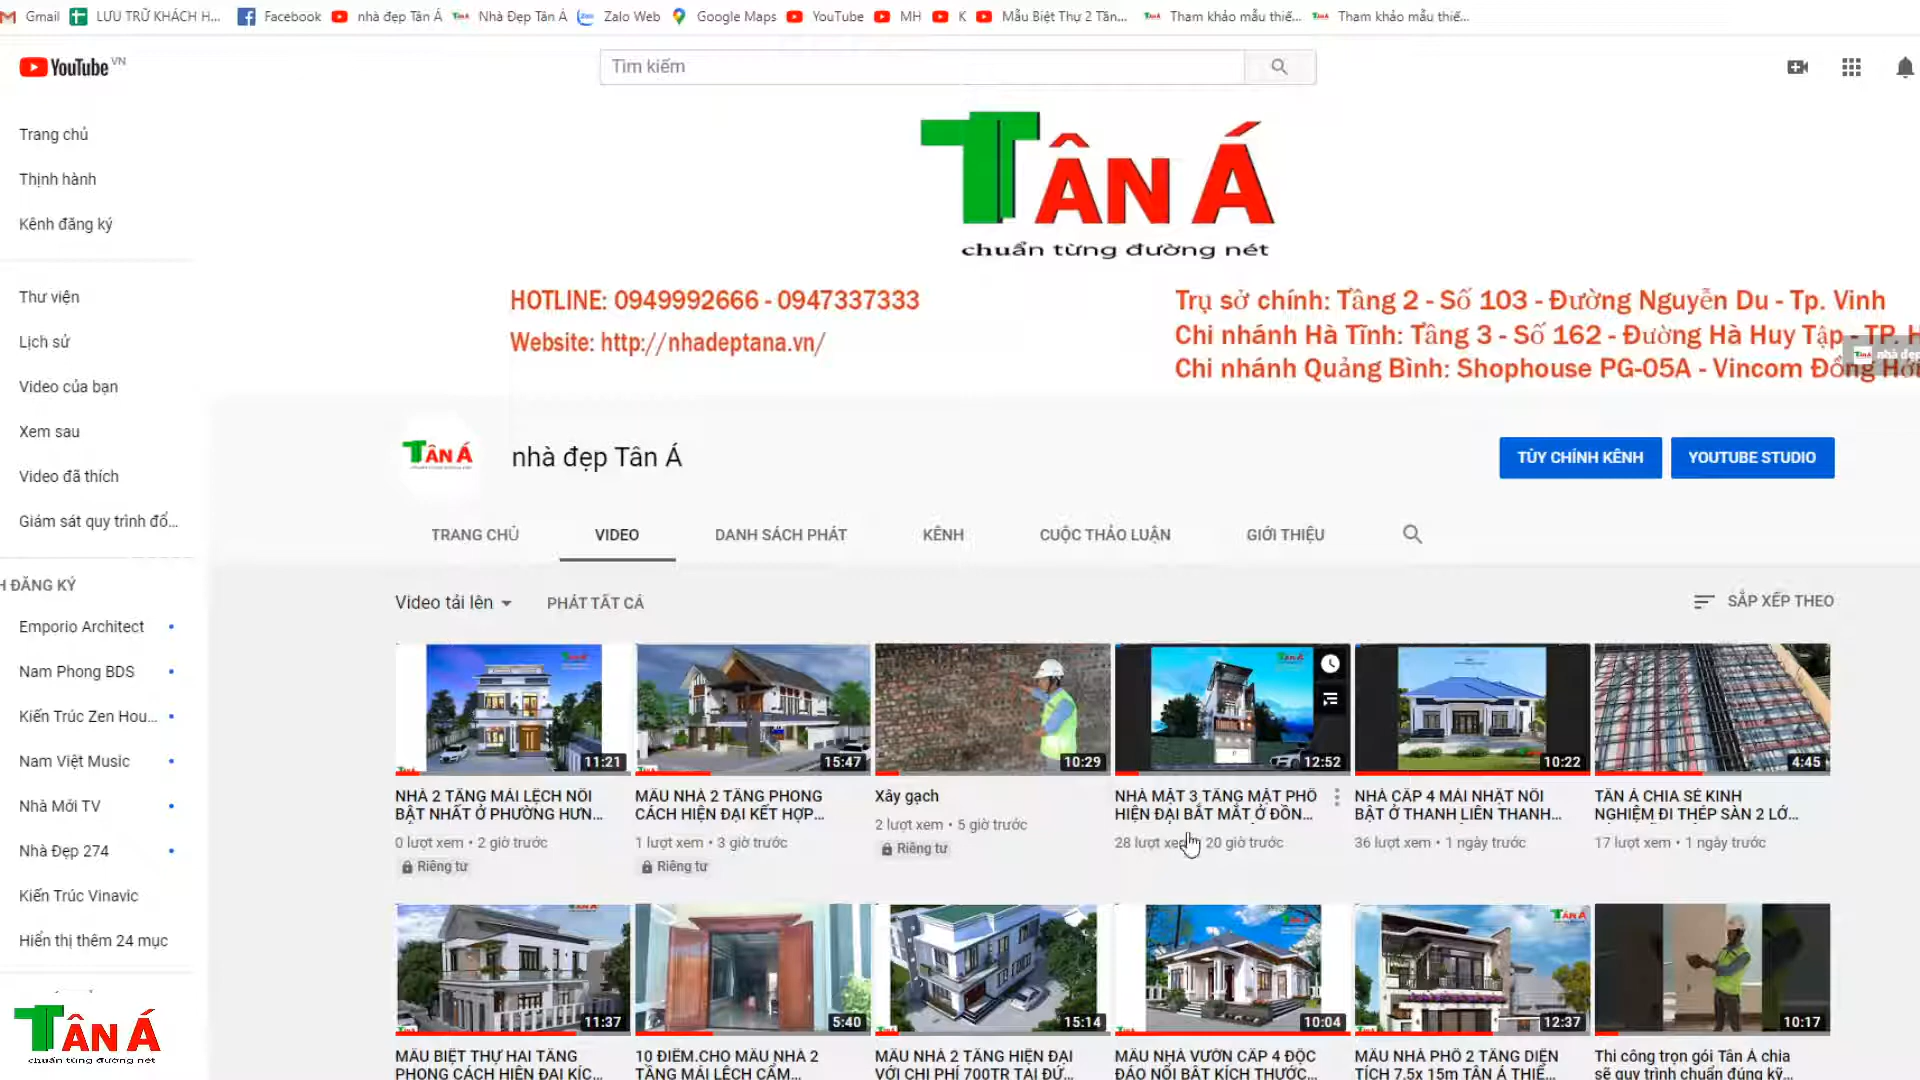 Gmail LƯU TRỮ KHÁCH H... Facebook nhà đẹp Tân Á Nhà Đẹp Tân Á Zalo Web Google Maps YouTube MH K Mẫu Biệt Thự 2 Tần... Tham khảo mẫu thiế... Tham khảo mẫu thiế...
YouTube VN
Tìm kiếm
TÂN Á
chuẩn từng đường nét
HOTLINE: 0949992666 - 0947337333
Website: http://nhadeptana.vn/
Trụ sở chính: Tầng 2 - Số 103 - Đường Nguyễn Du - Tp. Vinh
Chi nhánh Hà Tĩnh: Tầng 3 - Số 162 - Đường Hà Huy Tập - TP. H
Chi nhánh Quảng Bình: Shophouse PG-05A - Vincom Đồng Hới
nhà đẹp
Trang chủ
Thịnh hành
Kênh đăng ký
Thư viện
Lịch sử
Video của bạn
Xem sau
Video đã thích
Giám sát quy trình đổ...
H ĐĂNG KÝ
Emporio Architect
Nam Phong BDS
Kiến Trúc Zen Hou...
Nam Việt Music
Nhà Mới TV
Nhà Đẹp 274
Kiến Trúc Vinavic
Hiển thị thêm 24 mục
TÂN Á
chuẩn từng đường nét
TÂN Á
nhà đẹp Tân Á
TÙY CHỈNH KÊNH
YOUTUBE STUDIO
TRANG CHỦ VIDEO DANH SÁCH PHÁT KÊNH CUỘC THẢO LUẬN GIỚI THIỆU
Video tải lên PHÁT TẤT CẢ
SẮP XẾP THEO
11:21
NHÀ 2 TẦNG MÁI LỆCH NỔI
BẬT NHẤT Ở PHƯỜNG HƯN...
0 lượt xem • 2 giờ trước
Riêng tư
15:47
MẪU NHÀ 2 TẦNG PHONG
CÁCH HIỆN ĐẠI KẾT HỢP...
1 lượt xem • 3 giờ trước
Riêng tư
10:29
Xây gạch
2 lượt xem • 5 giờ trước
Riêng tư
TÂN Á
12:52
NHÀ MẶT 3 TẦNG MẶT PHỐ
HIỆN ĐẠI BẮT MẮT Ở ĐỒN...
28 lượt xe 20 giờ trước
10:22
NHÀ CẤP 4 MÁI NHẬT NỔI
BẬT Ở THANH LIÊN THANH...
36 lượt xem • 1 ngày trước
4:45
TÂN Á CHIA SẺ KINH
NGHIỆM ĐI THÉP SÀN 2 LỚ...
17 lượt xem • 1 ngày trước
11:37
MẪU BIỆT THỰ HAI TẦNG
PHONG CÁCH HIỆN ĐẠI KÍC...
5:40
10 ĐIỂM.CHO MẪU NHÀ 2
TẦNG MÁI LỆCH CẨM...
15:14
MẪU NHÀ 2 TẦNG HIỆN ĐẠI
VỚI CHI PHÍ 700TR TẠI ĐỨ...
TÂN Á
10:04
MẪU NHÀ VƯỜN CẤP 4 ĐỘC
ĐÁO NỔI BẬT KÍCH THƯỚC...
TÂN Á
12:37
MẪU NHÀ PHỐ 2 TẦNG DIỆN
TÍCH 7.5x 15m TÂN Á THIẾ...
10:17
Thi công trọn gói Tân Á chia
sẽ quy trình chuẩn đúng kỹ...